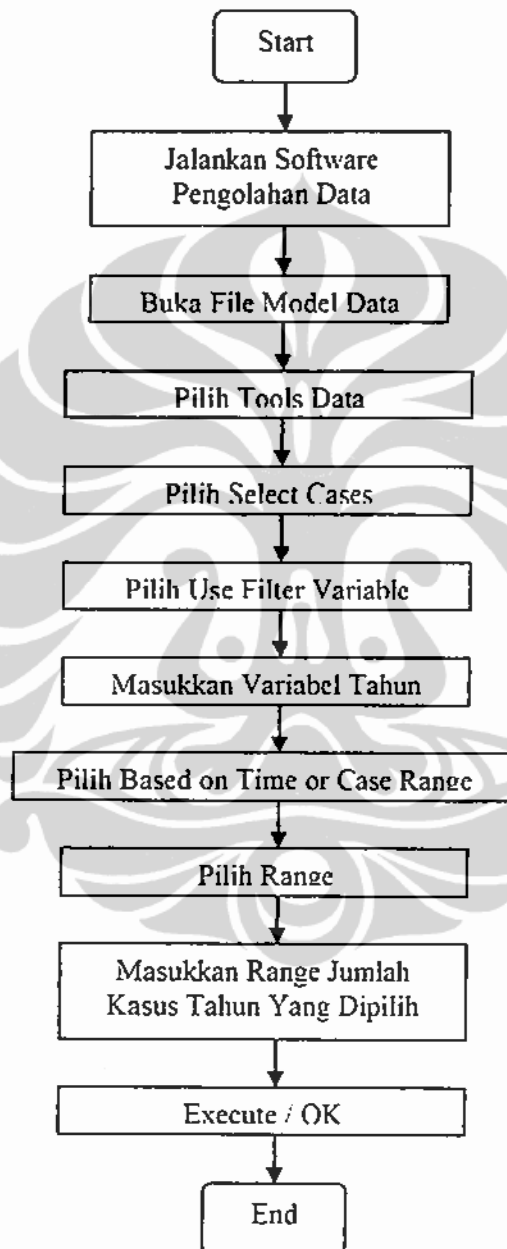 Start
Jalankan Software
Pengolahan Data
Buka File Model Data
Pilih Tools Data
Pilih Select Cases
Pilih Use Filter Variable
Masukkan Variabel Tahun
Pilih Based on Time or Case Range
Pilih Range
Masukkan Range Jumlah
Kasus Tahun Yang Dipilih
Execute / OK
End